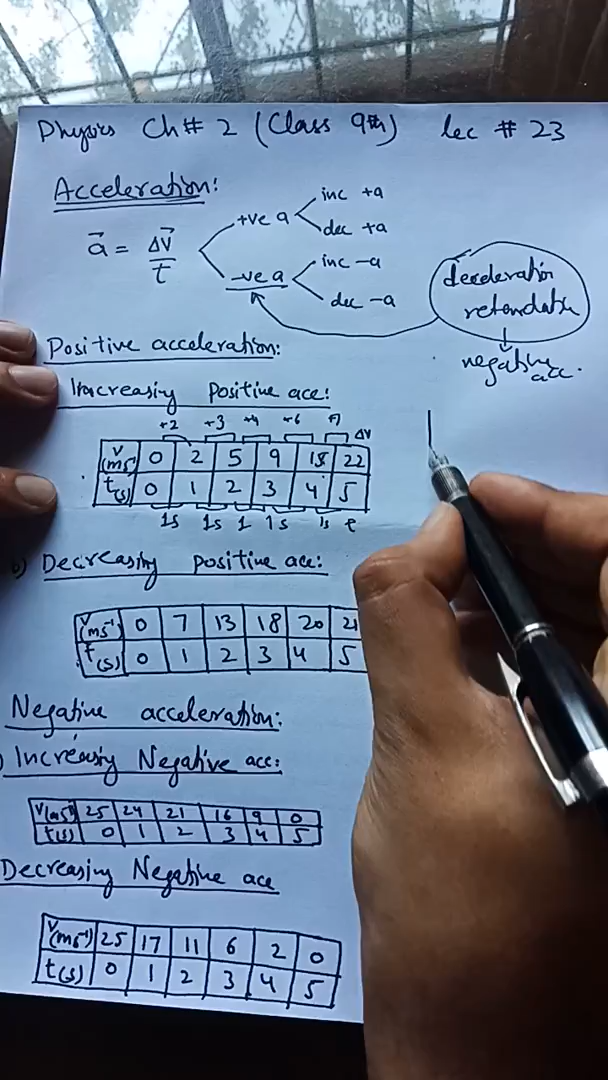 Physics Ch # 2 (Class 9th) lec # 23
Acceleration:
a = ΔV/t
+ve a
inc +a
dec +a
-ve a
inc -a
dec -a
deceleration
negative acc.
Positive acceleration:
Increasing positive acc:
+2 +3 +4 +6 +7 ΔV
V (ms⁻¹) 0 2 5 9 15 22
t(s) 0 1 2 3 4 5
1s 1s 1 1s 1s t
b) Decreasing positive acc:
V (ms⁻¹) 0 7 13 18 20 21
t(s) 0 1 2 3 4 5
Negative acceleration:
Increasing Negative acc:
V(ms⁻¹) 25 24 21 16 9 0
t(s) 0 1 2 3 4 5
Decreasing Negative acc
V (ms⁻¹) 25 17 11 6 2 0
t(s) 0 1 2 3 4 5